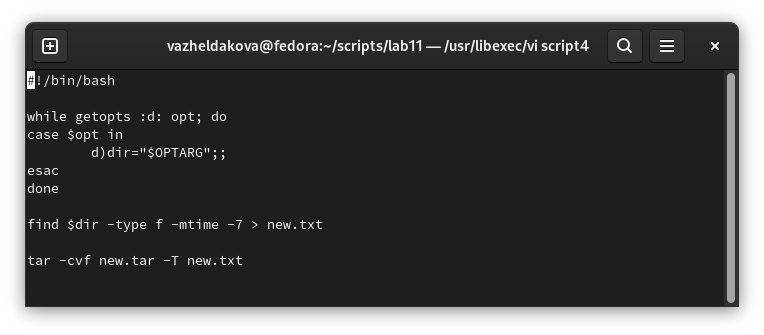 vazheldakova@fedora:~/scripts/lab11 — /usr/libexec/vi script4
#!/bin/bash
while getopts :d: opt; do
case $opt in
        d)dir="$OPTARG";;
esac
done
find $dir -type f -mtime -7 > new.txt
tar -cvf new.tar -T new.txt